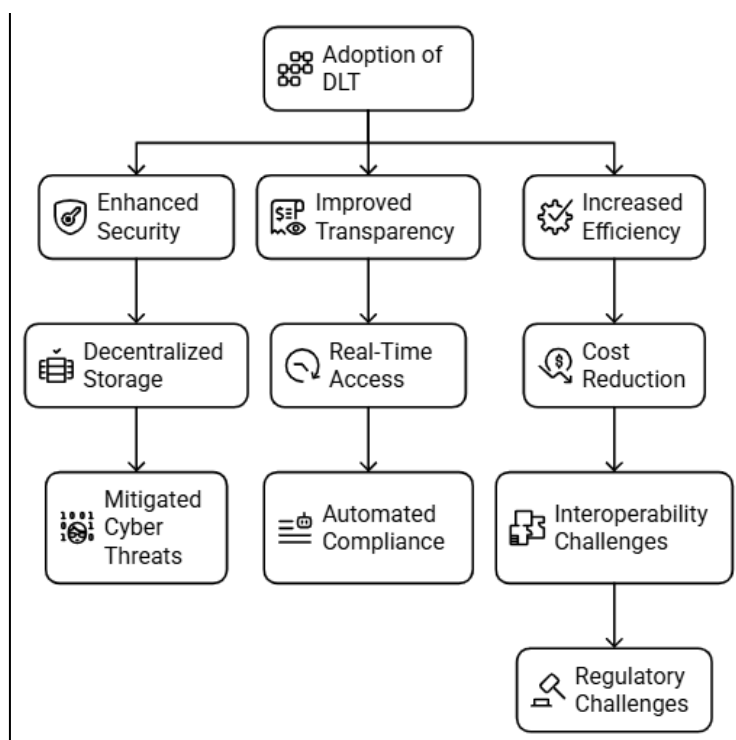 Adoption of
DLT
Enhanced
Security
Improved
Transparency
Increased
Efficiency
Decentralized
Storage
Real-Time
Access
Cost
Reduction
Mitigated
Cyber
Threats
Automated
Compliance
Interoperability
Challenges
Regulatory
Challenges